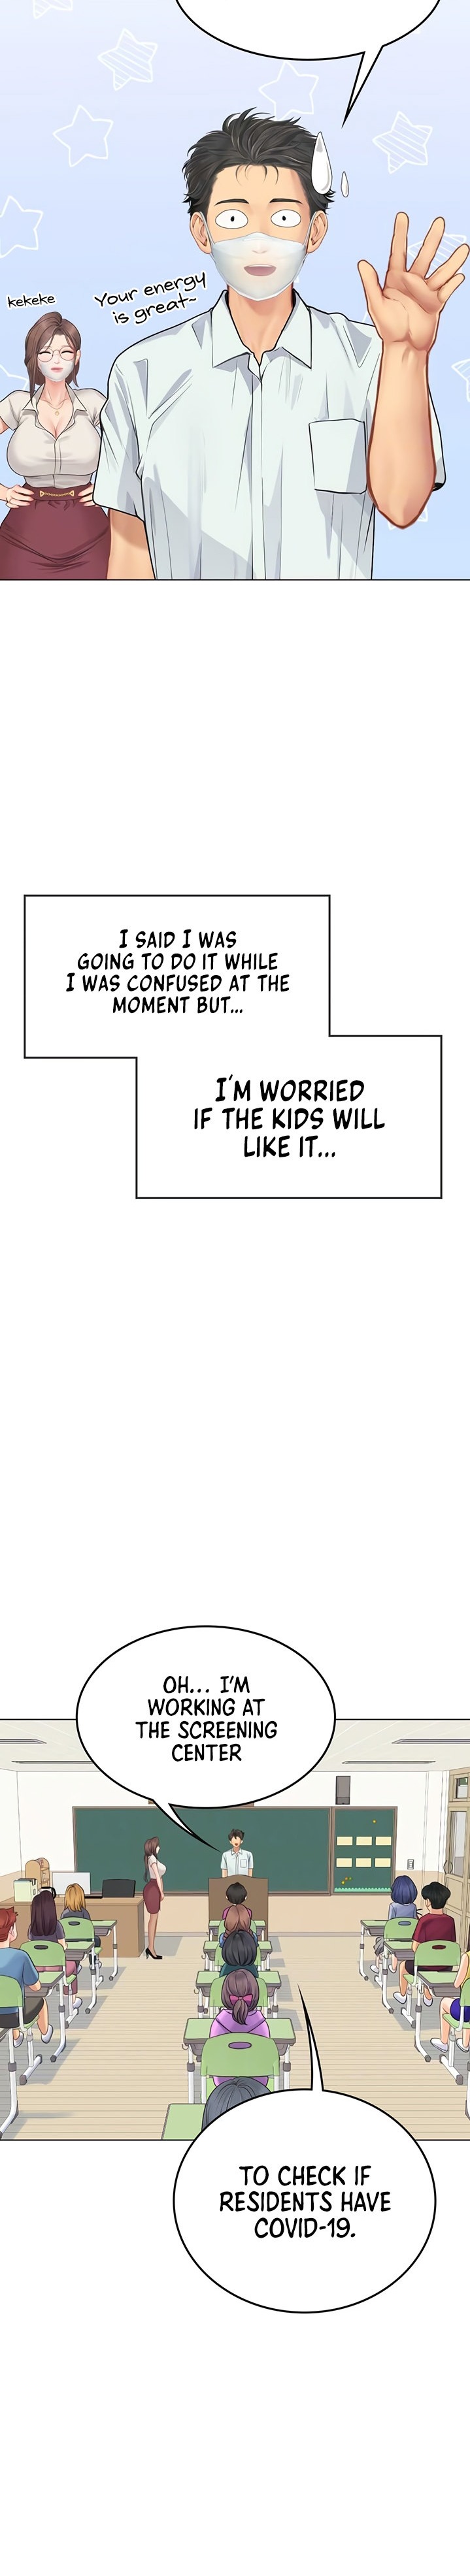 kekeke
Your energy
is great~
I SAID I WAS
GOING TO DO IT WHILE
I WAS CONFUSED AT THE
MOMENT BUT...
I'M WORRIED
IF THE KIDS WILL
LIKE IT...
OH... I'M
WORKING AT
THE SCREENING
CENTER
TO CHECK IF
RESIDENTS HAVE
COVID-19.